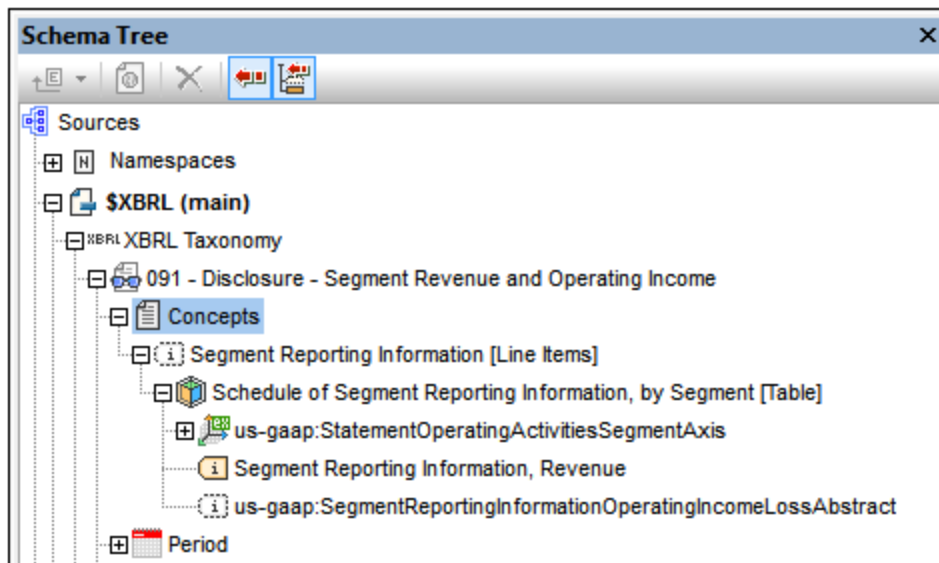 Schema Tree
Sources
Namespaces
$XBRL (main)
XBRL XBRL Taxonomy
091 - Disclosure - Segment Revenue and Operating Income
Concepts
Segment Reporting Information [Line Items]
Schedule of Segment Reporting Information, by Segment [Table]
us-gaap:StatementOperatingActivitiesSegmentAxis
Segment Reporting Information, Revenue
us-gaap:SegmentReportingInformationOperatingIncomeLossAbstract
Period